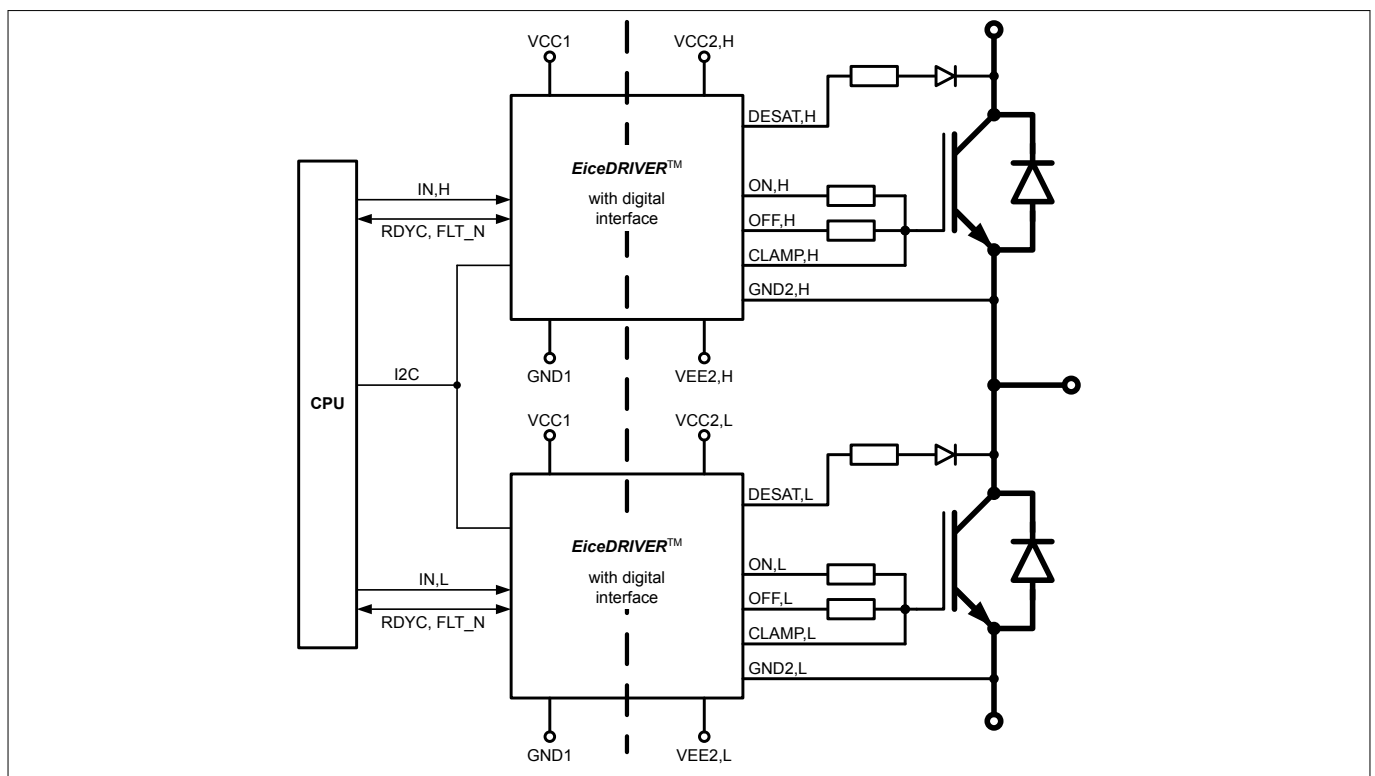 VCC1
VCC2,H
DESAT,H
EiceDRIVER™
with digital
interface
IN,H
RDYC, FLT_N
ON,H
OFF,H
CLAMP,H
GND2,H
GND1
VEE2,H
I2C
CPU
VCC1
VCC2,L
DESAT,L
EiceDRIVER™
with digital
interface
IN,L
RDYC, FLT_N
ON,L
OFF,L
CLAMP,L
GND2,L
GND1
VEE2,L